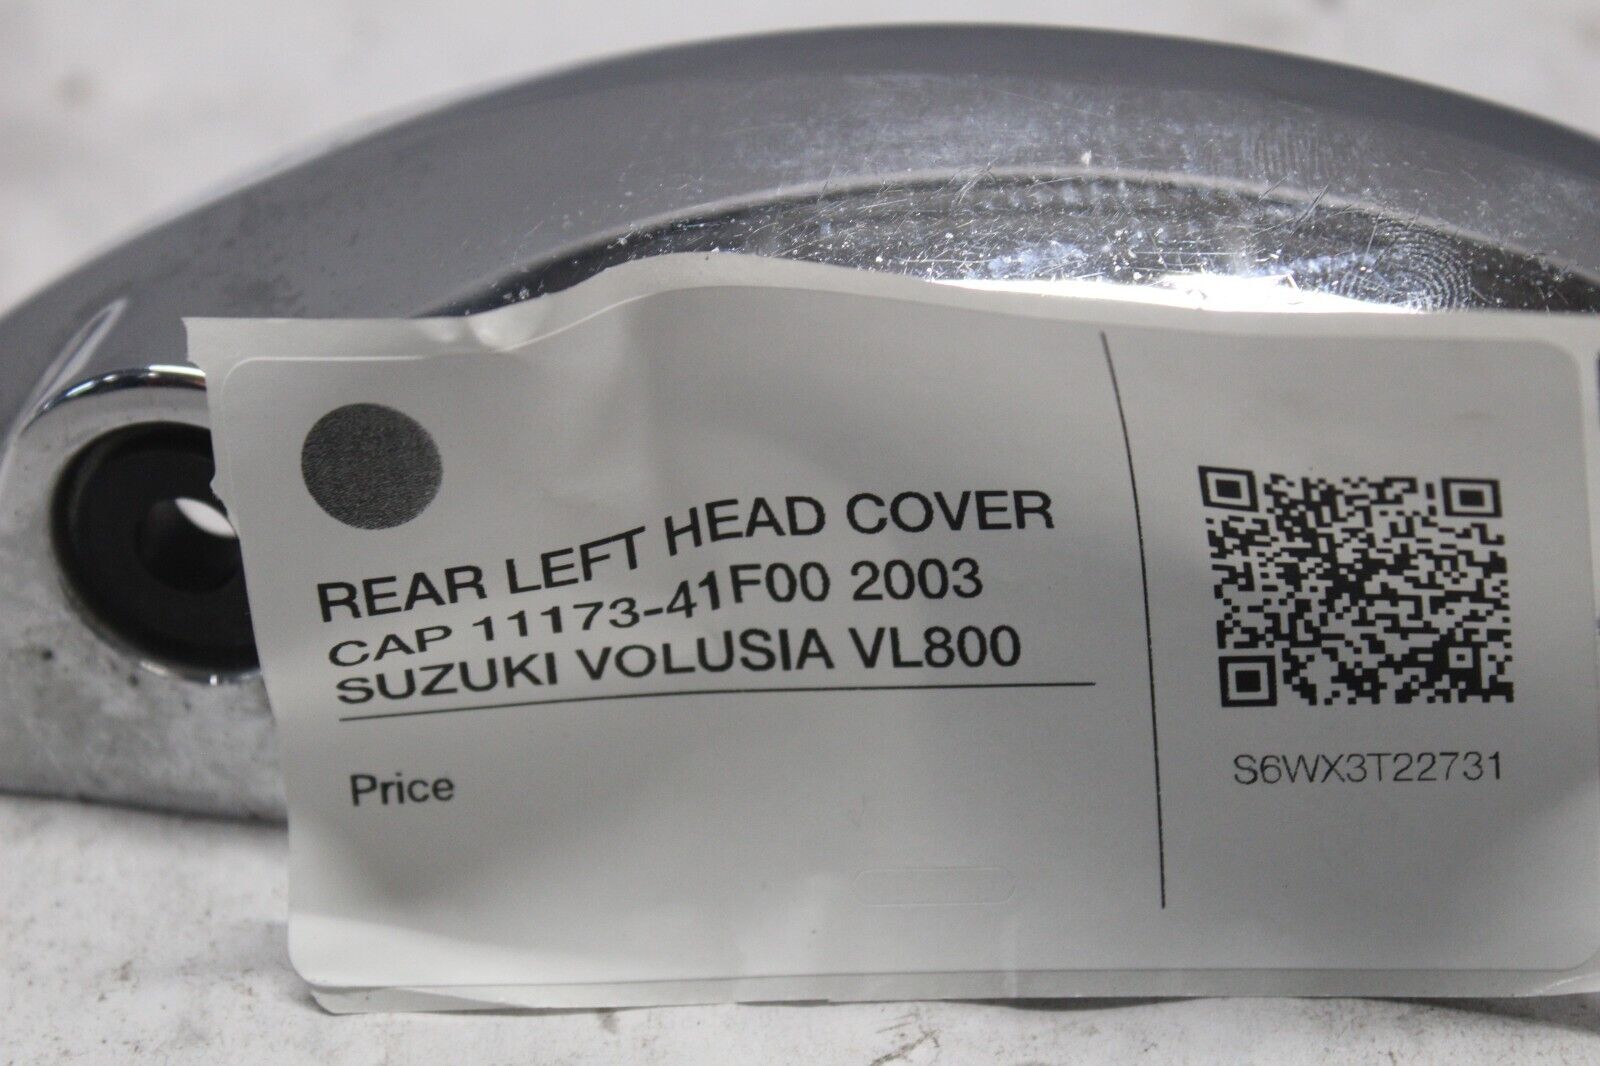 REAR LEFT HEAD COVER
CAP 11173-41F00 2003
SUZUKI VOLUSIA VL800
Price
S6WX3T22731